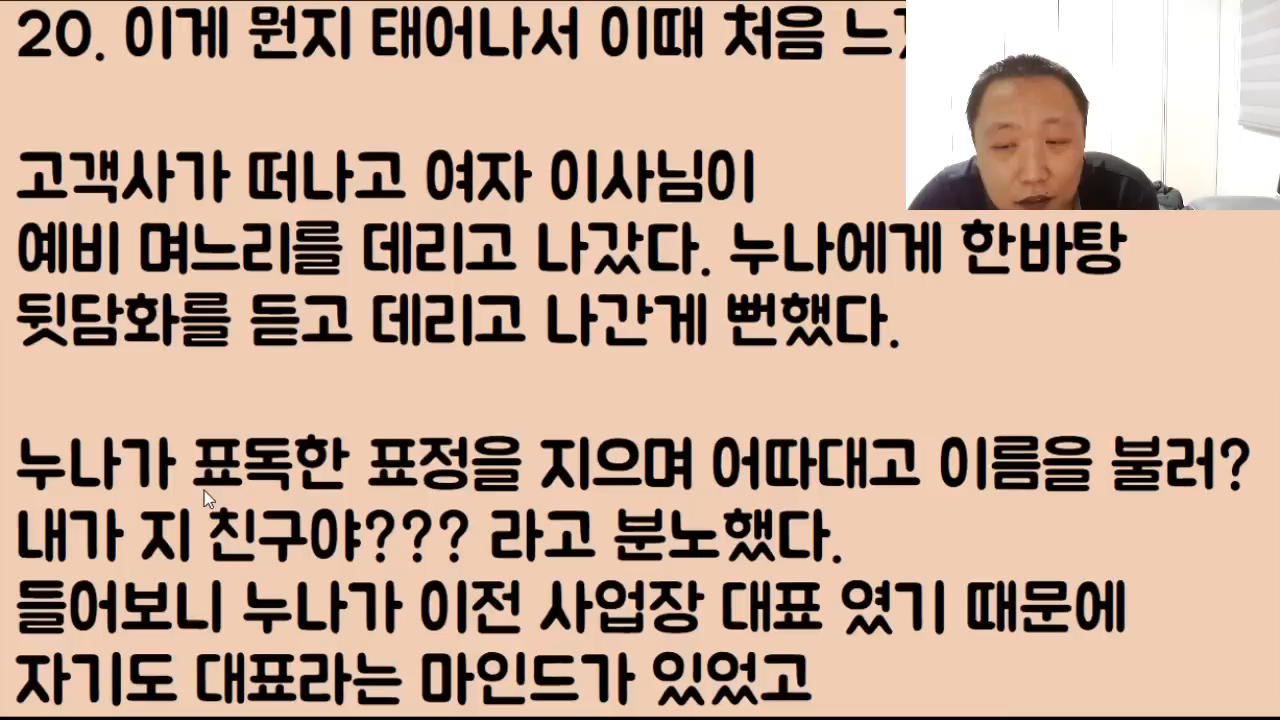 20. 이게 뭔지 태어나서 이때 처음
고객사가 떠나고 여자 이사님이
예비 며느리를 데리고 나갔다. 누나에게 한바탕
뒷담화를 듣고 데리고 나간게 뻔했다.
누나가 표독한 표정을 지으며 어따대고 이름을 불러?
내가 지 친구야??? 라고 분노했다.
들어보니 누나가 이전 사업장 대표 였기 때문에
자기도 대표라는 마인드가 있었고